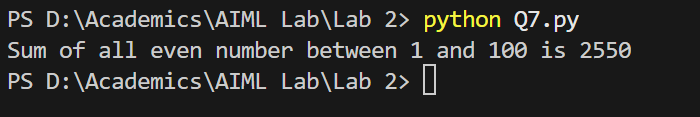 PS D:\Academics\AIML Lab\Lab 2> python Q7.py
Sum of all even number between 1 and 100 is 2550
PS D:\Academics\AIML Lab\Lab 2>